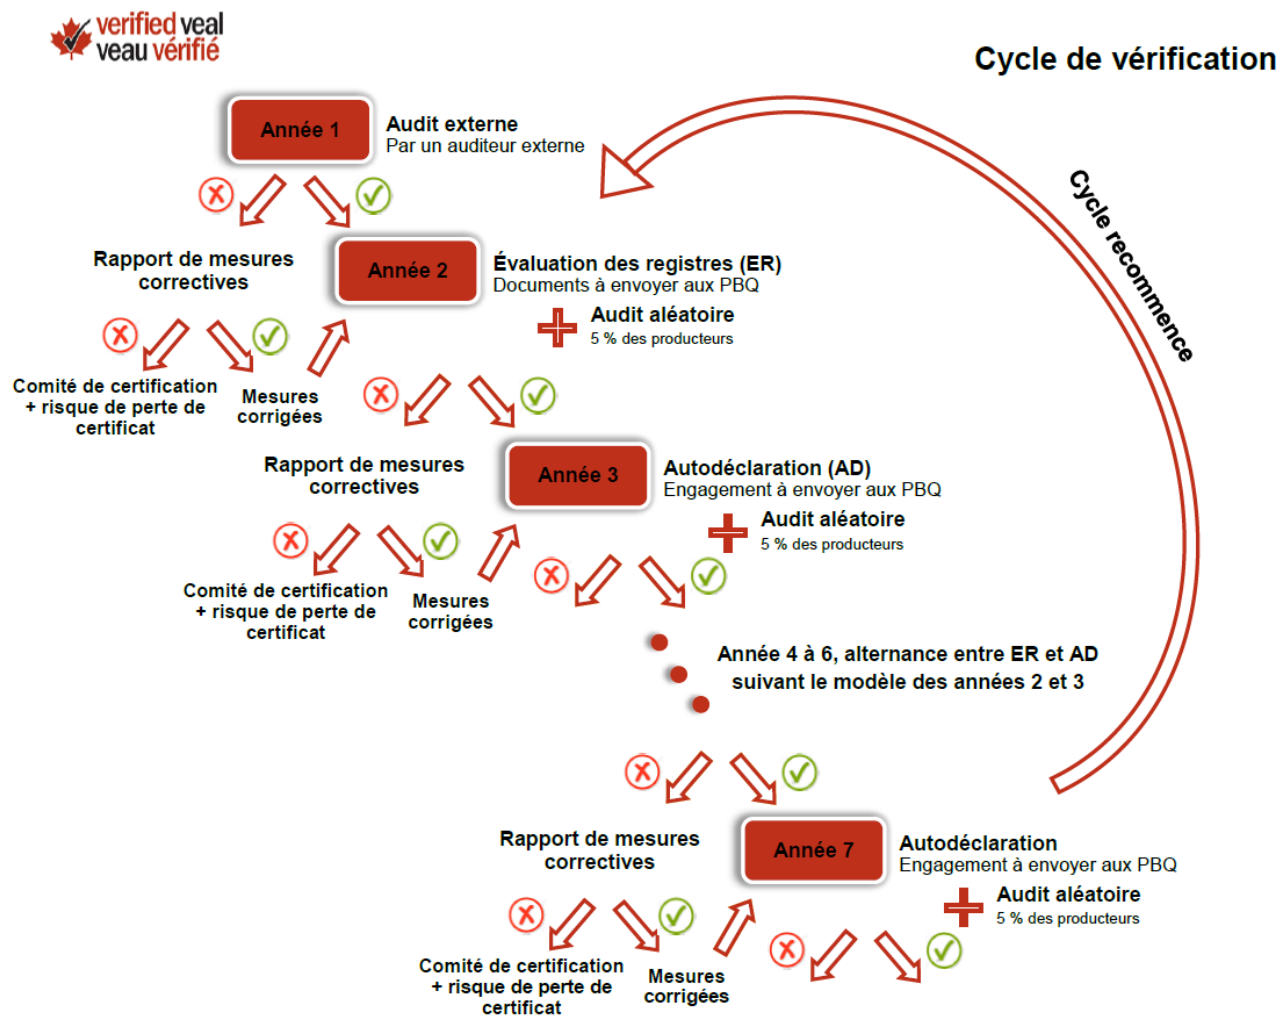 verified veal
veau vérifié
Cycle de vérification
Année 1
Audit externe
Par un auditeur externe
Cycle recommence
Rapport de mesures
correctives
Année 2
Évaluation des registres (ER)
Documents à envoyer aux PBQ
Audit aléatoire
5 % des producteurs
Comité de certification
+ risque de perte de
certificat
Mesures
corrigées
Rapport de mesures
correctives
Année 3
Autodéclaration (AD)
Engagement à envoyer aux PBQ
Audit aléatoire
5 % des producteurs
Comité de certification
+ risque de perte de
certificat
Mesures
corrigées
Année 4 à 6, alternance entre ER et AD
suivant le modèle des années 2 et 3
Rapport de mesures
correctives
Année 7
Autodéclaration
Engagement à envoyer aux PBQ
Audit aléatoire
5 % des producteurs
Comité de certification
+ risque de perte de
certificat
Mesures
corrigées